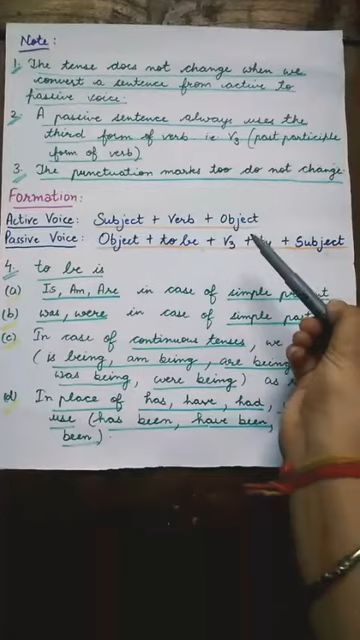 Note:
1. The tense does not change when we
convert a sentence from active to
passive voice.
2. A passive sentence always uses the
third form of verb ie V3 (past participle
form of verb)
3. The punctuation marks too do not change.
Formation:
Active Voice: Subject + Verb + Object
Passive Voice: Object + to be + V3 + + Subject
4. to be is
(a) Is, Am, Are in case of simple
(b) was, were in case of simple
(c) In case of continuous tenses, we
(is being, am being, are being
was being, were being) as
(d) In place of has, have, had,
use (has been, have been,
been)